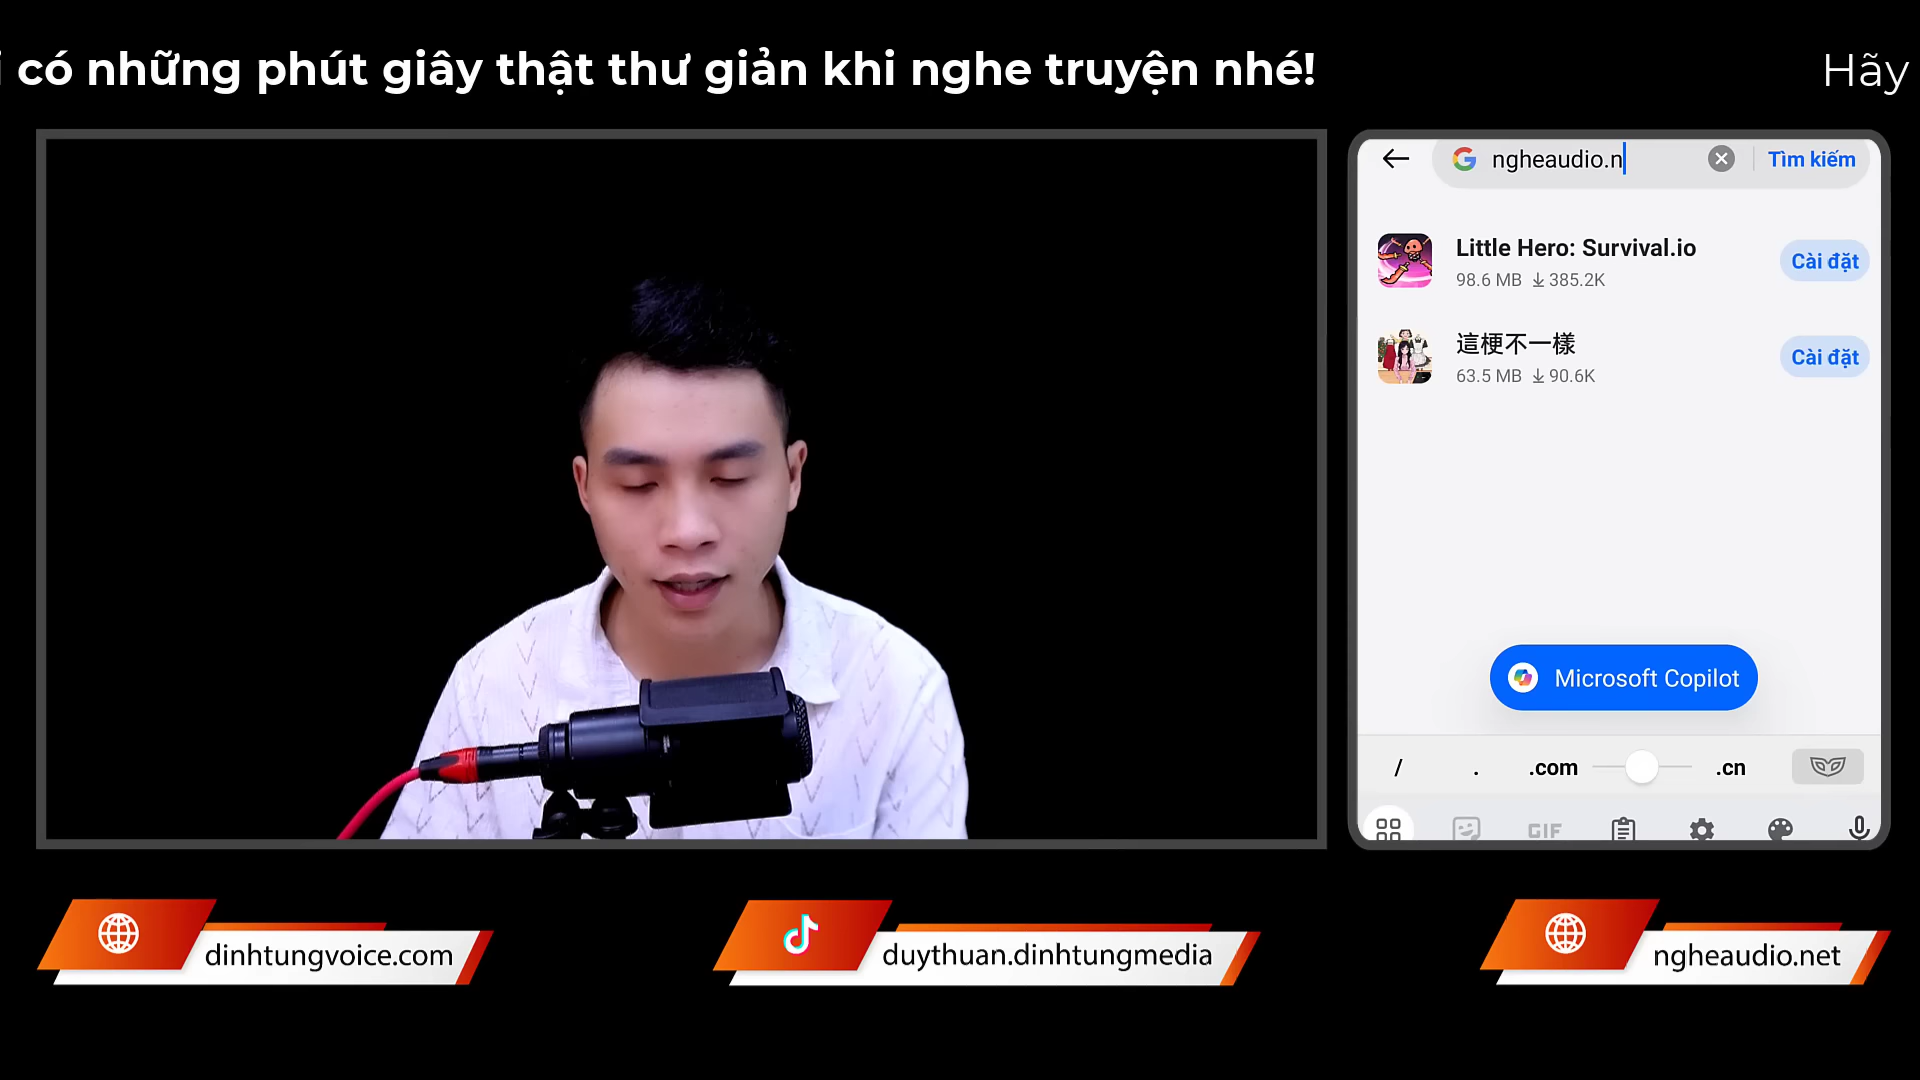 có những phút giây thật thư giản khi nghe truyện nhé!
Hãy
ngheaudio.n
Tìm kiếm
Little Hero: Survival.io
98.6 MB 385.2K
Cài đặt
這梗不一樣
63.5 MB 90.6K
Cài đặt
Microsoft Copilot
/ . .com .cn
GIF
dinhtungvoice.com
duythuan.dinhtungmedia
ngheaudio.net